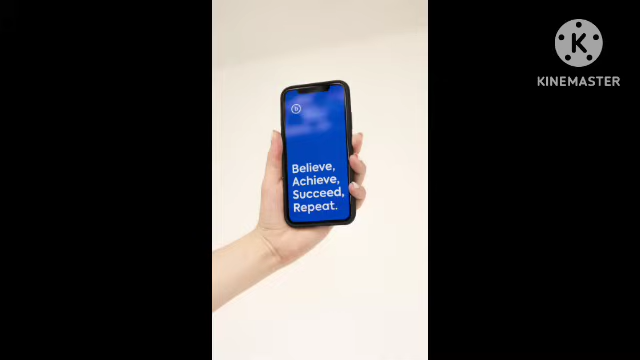 Believe,
Achieve,
Succeed,
Repeat.
K
KINEMASTER